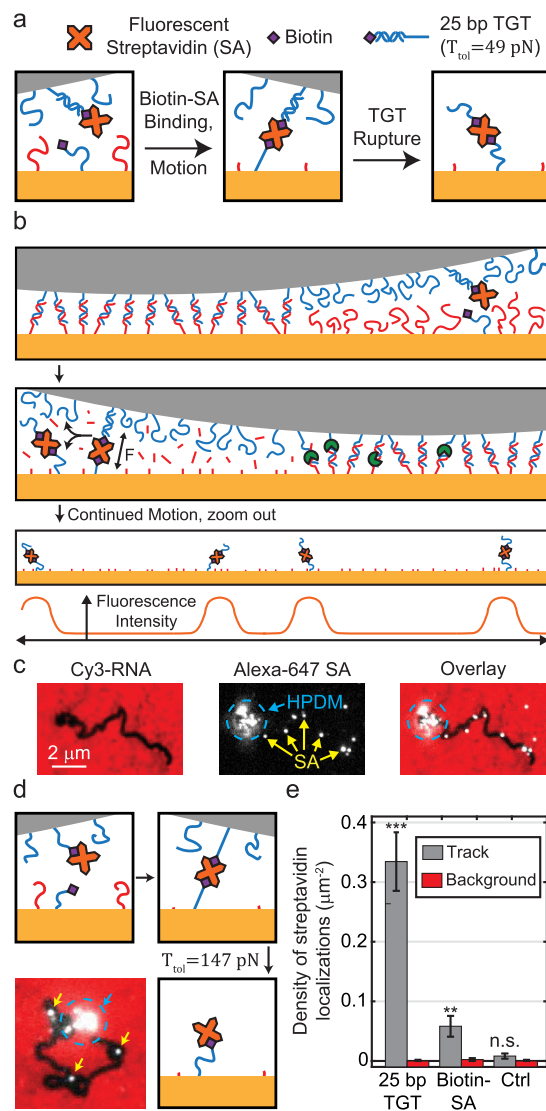 a
Fluorescent
Streptavidin (SA)
Biotin
25 bp TGT
(Ttol=49 pN)
Biotin-SA
Binding,
Motion
TGT
Rupture
b
F
Continued Motion, zoom out
Fluorescence
Intensity
c
Cy3-RNA
Alexa-647 SA
Overlay
2 μm
HPDM
SA
d
Ttol=147 pN
e
Density of streptavidin
localizations (μm-2)
0.4
0.3
0.2
0.1
0
***
**
n.s.
Track
Background
25 bp
TGT
Biotin-
SA
Ctrl